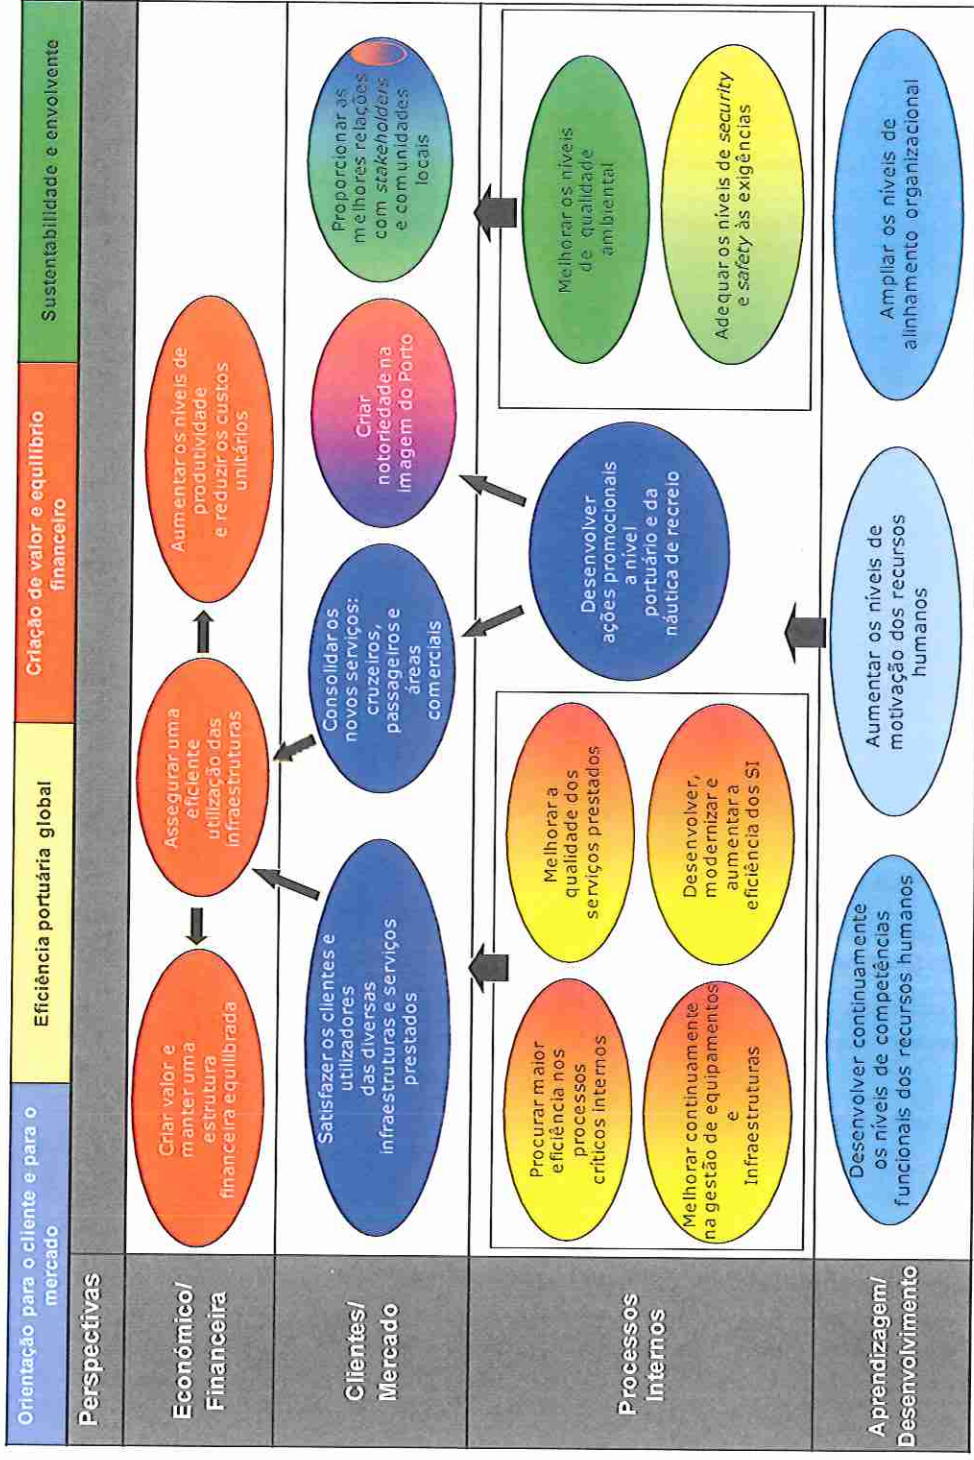 Orientação para o cliente e para o
mercado
Eficiência portuária global
Criação de valor e equilíbrio
financeiro
Sustentabilidade e envolvente
Perspectivas
Económico/
Financeira
Criar valor e
manter uma
estrutura
financeira equilibrada
Assegurar uma
eficiente
utilização das
infraestruturas
Aumentar os níveis de
produtividade
e reduzir os custos
unitários
Clientes/
Mercado
Satisfazer os clientes e
utilizadores
das diversas
infraestruturas e serviços
prestados
Consolidar os
novos serviços:
cruzeiros,
passageiros e
áreas
comerciais
Criar
notoriedade na
imagem do Porto
Proporcionar as
melhores relações
com stakeholders
e comunidades
locais
Processos
Internos
Procurar maior
eficiência nos
processos
críticos internos
Melhorar a
qualidade dos
serviços prestados
Melhorar continuamente
na gestão de equipamentos
e
Infraestruturas
Desenvolver,
modernizar e
aumentar a
eficiência dos SI
Desenvolver
ações promocionais
a nível
portuário e da
náutica de recreio
Melhorar os níveis
de qualidade
ambiental
Adequar os níveis de security
e safety às exigências
Aprendizagem/
Desenvolvimento
Desenvolver continuamente
os níveis de competências
funcionais dos recursos humanos
Aumentar os níveis de
motivação dos recursos
humanos
Ampliar os níveis de
alinhamento organizacional